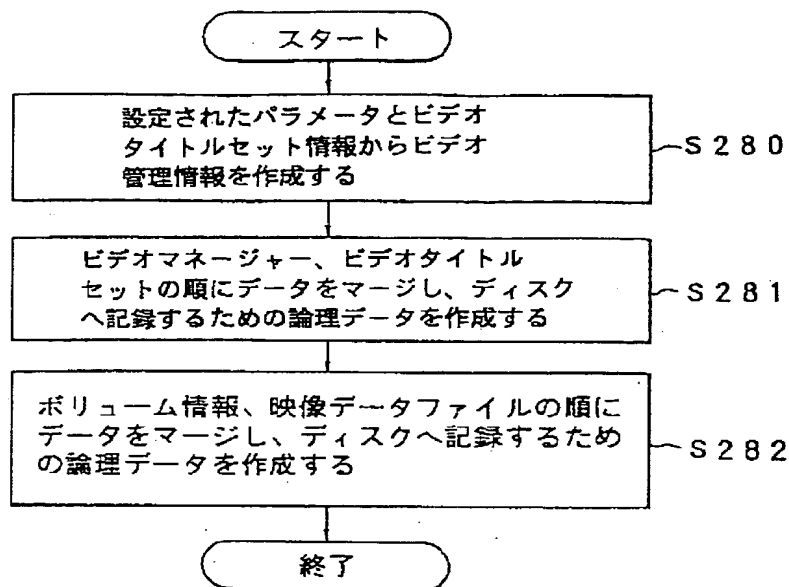 スタート
設定されたパラメータとビデオ
タイトルセット情報からビデオ
管理情報を作成する
S280
ビデオマネージャー、ビデオタイトル
セットの順にデータをマージし、ディスク
へ記録するための論理データを作成する
S281
ボリューム情報、映像データファイルの順に
データをマージし、ディスクへ記録するため
の論理データを作成する
S282
終了